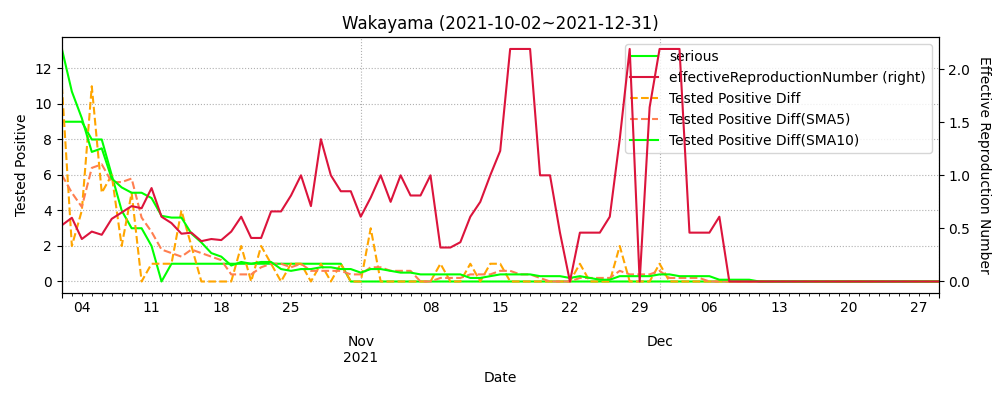 Wakayama (2021-10-02~2021-12-31)
serious
effectiveReproductionNumber (right)
Tested Positive Diff
Tested Positive Diff(SMA5)
Tested Positive Diff(SMA10)
Tested Positive
12
10
8
6
4
2
0
2.0
1.5
1.0
0.5
0.0
Effective Reproduction Number
04 11 18 25 08 15 22 29 06 13 20 27
Nov Dec
2021
Date